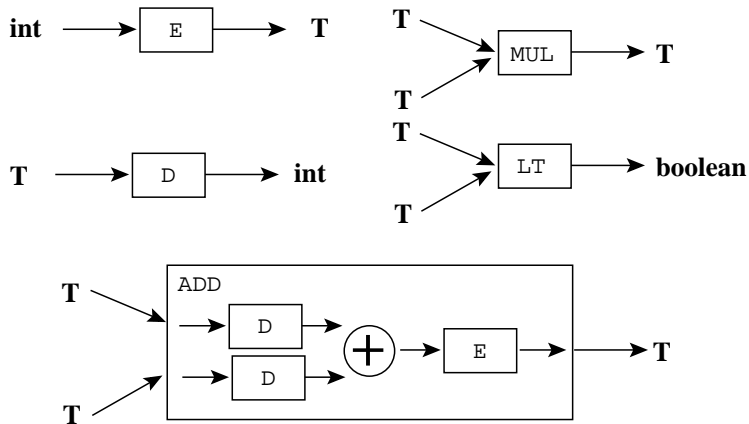 int E T
T
T MUL T
T D int
T
T LT boolean
ADD
T
D
+ E T
D
T